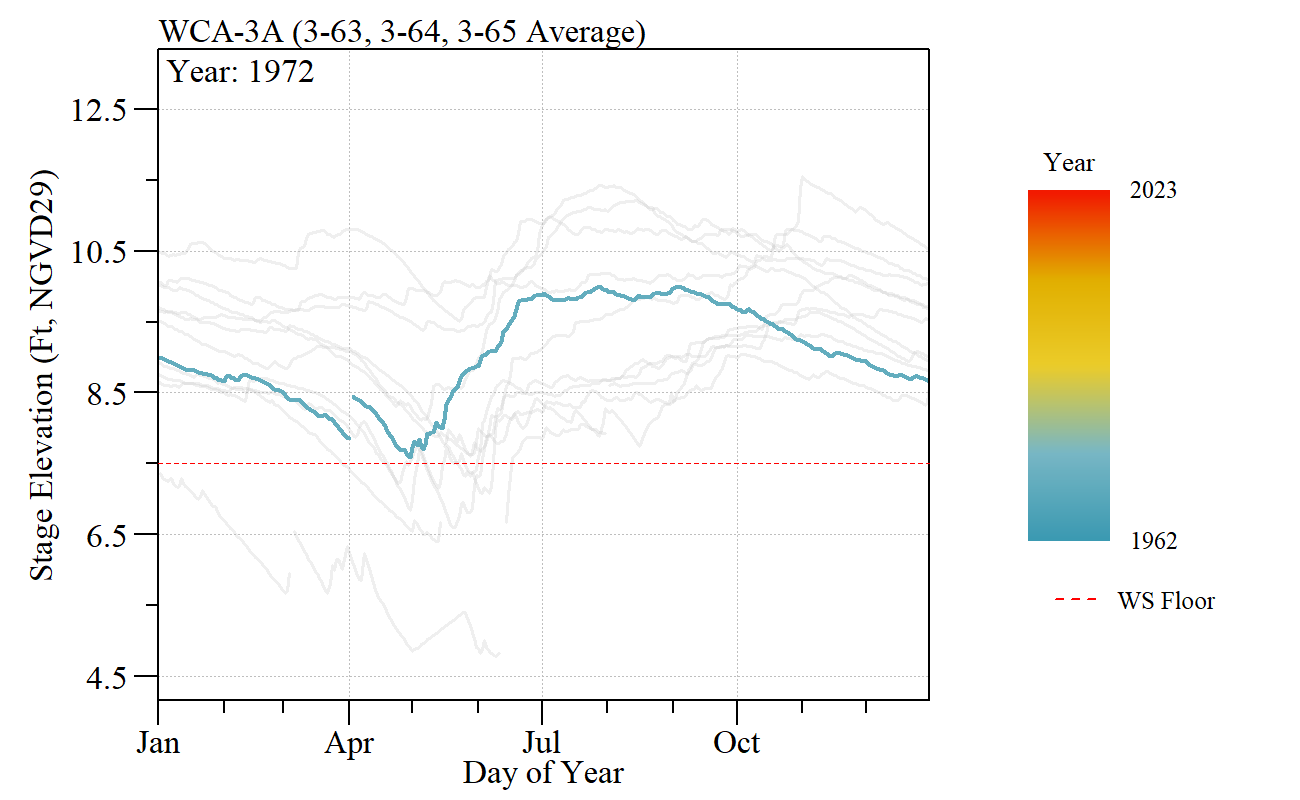 WCA-3A (3-63, 3-64, 3-65 Average)
Year: 1972
12.5
10.5
8.5
6.5
4.5
Stage Elevation (Ft, NGVD29)
Jan
Apr
Jul
Oct
Day of Year
Year
2023
1962
WS Floor